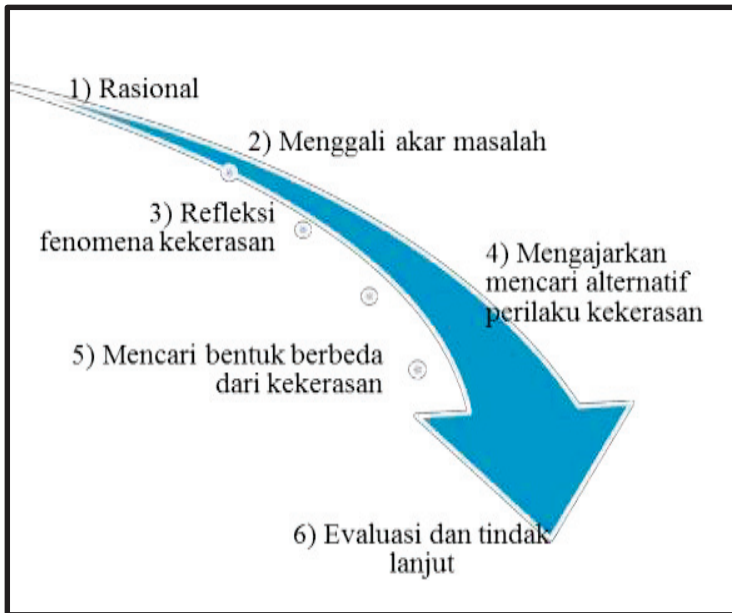 1) Rasional
2) Menggali akar masalah
3) Refleksi
fenomena kekerasan
4) Mengajarkan
mencari alternatif
perilaku kekerasan
5) Mencari bentuk berbeda
dari kekerasan
6) Evaluasi dan tindak
lanjut